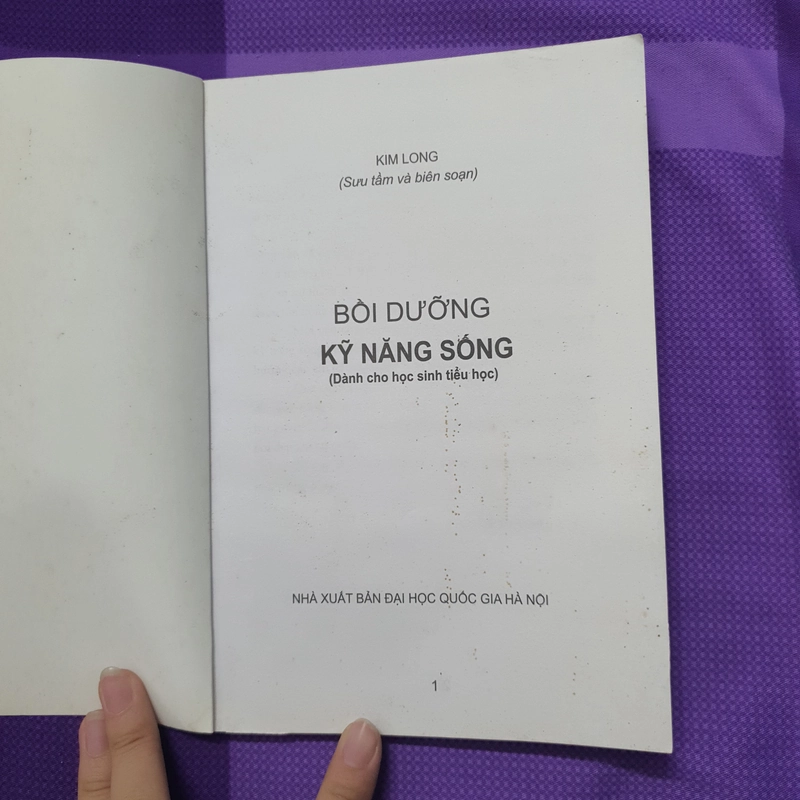 KIM LONG
(Sưu tầm và biên soạn)
BỒI DƯỠNG
KỸ NĂNG SỐNG
(Dành cho học sinh tiểu học)
NHÀ XUẤT BẢN ĐẠI HỌC QUỐC GIA HÀ NỘI
1